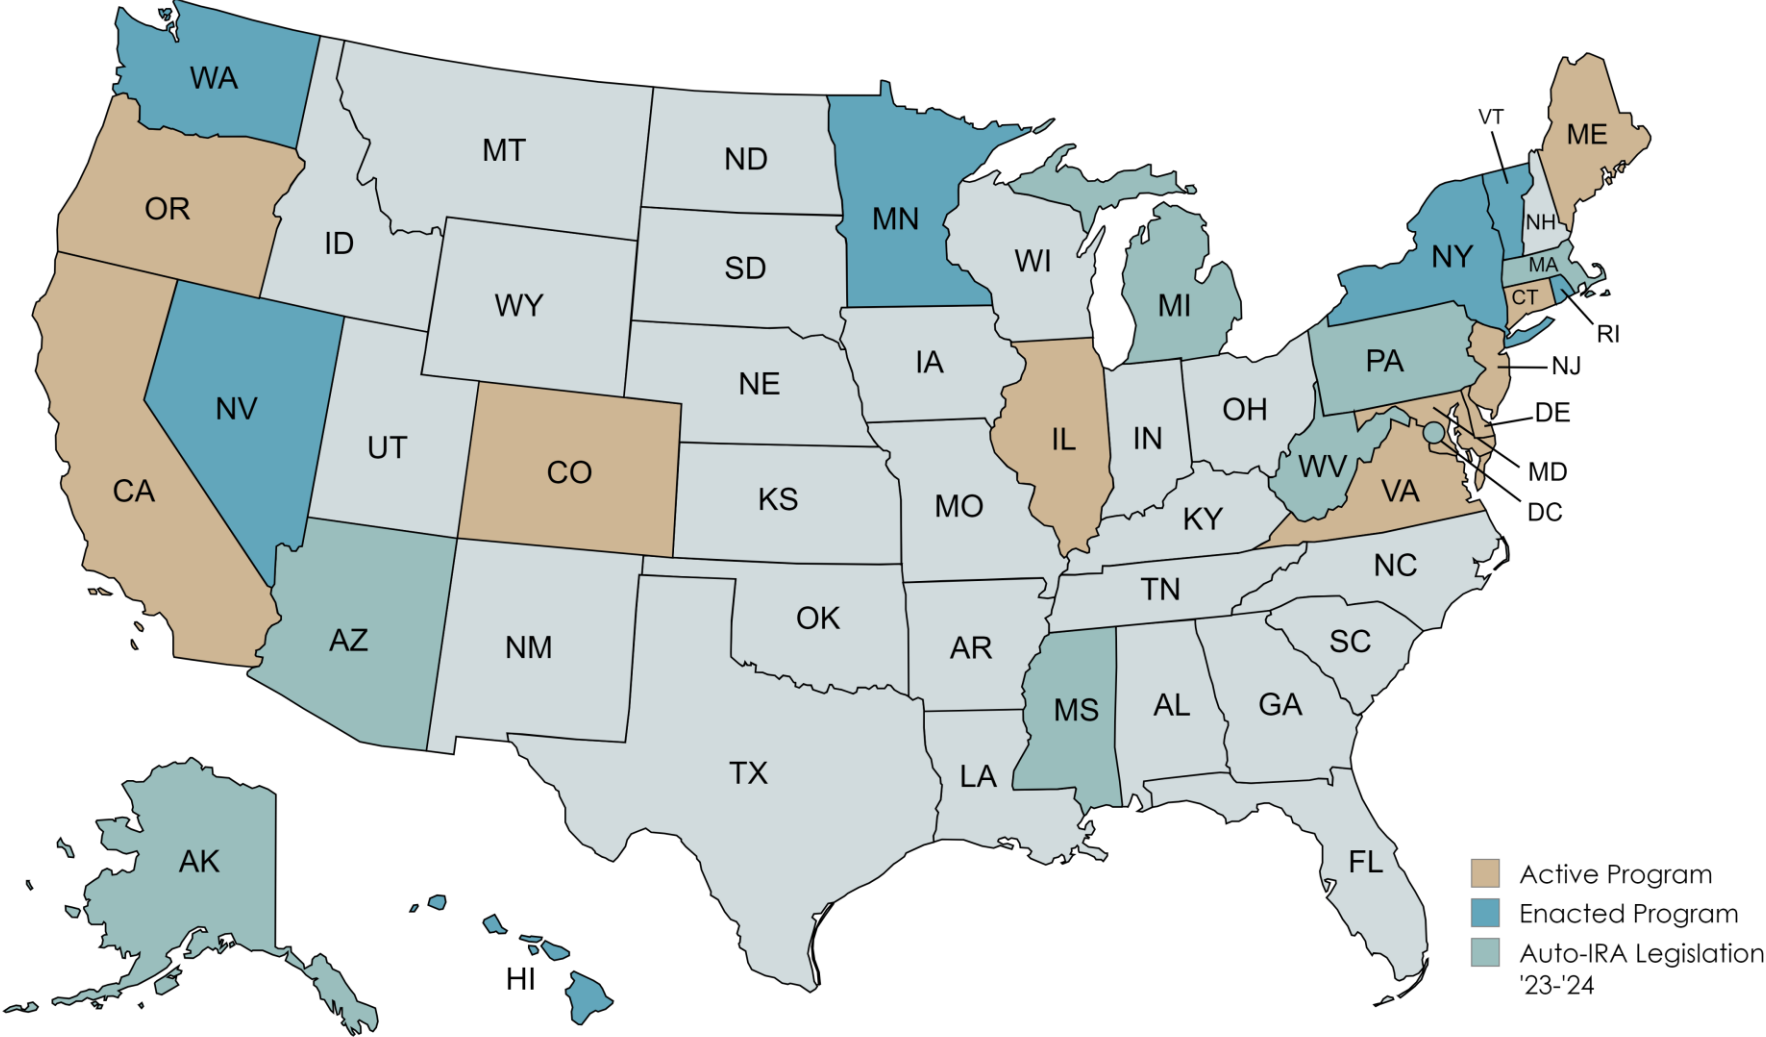 WA
MT
ND
MN
VT
ME
OR
ID
SD
WI
NY
NH
MA
WY
MI
CT
RI
IA
PA
NJ
NE
NV
UT
CO
IL
IN
OH
DE
CA
KS
MO
KY
WV
VA
MD
DC
AZ
NM
OK
AR
TN
NC
SC
MS
AL
GA
TX
LA
FL
AK
HI
Active Program
Enacted Program
Auto-IRA Legislation
'23-'24